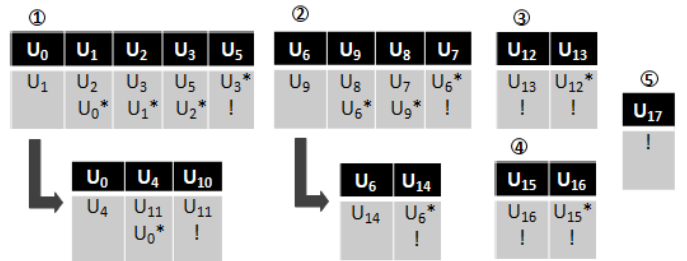 ①
U₀ U₁ U₂ U₃ U₅
U₁ U₂ U₃ U₅ U₃*
U₀* U₁* U₂* !
②
U₆ U₉ U₈ U₇
U₉ U₈ U₇ U₆*
U₆* U₉* !
③
U₁₂ U₁₃
U₁₃ U₁₂*
! !
⑤
U₁₇
!
U₀ U₄ U₁₀
U₄ U₁₁ U₁₁
U₀* !
U₆ U₁₄
U₁₄ U₆*
!
④
U₁₅ U₁₆
U₁₆ U₁₅*
! !